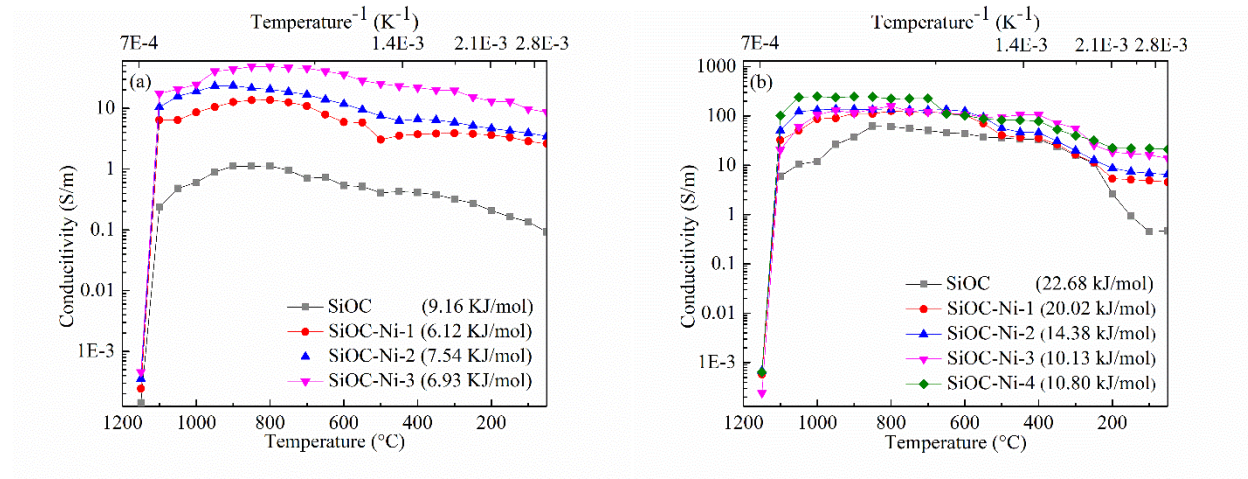 Temperature⁻¹ (K⁻¹)
7E-4 1.4E-3 2.1E-3 2.8E-3
(a)
10
1
0.1
0.01
1E-3
Conducitivity (S/m)
SiOC (9.16 KJ/mol)
SiOC-Ni-1 (6.12 KJ/mol)
SiOC-Ni-2 (7.54 KJ/mol)
SiOC-Ni-3 (6.93 KJ/mol)
1200 1000 800 600 400 200
Temperature (°C)
Temperature⁻¹ (K⁻¹)
7E-4 1.4E-3 2.1E-3 2.8E-3
(b)
1000
100
10
1
0.1
0.01
1E-3
Conducitivity (S/m)
SiOC (22.68 kJ/mol)
SiOC-Ni-1 (20.02 kJ/mol)
SiOC-Ni-2 (14.38 kJ/mol)
SiOC-Ni-3 (10.13 kJ/mol)
SiOC-Ni-4 (10.80 kJ/mol)
1200 1000 800 600 400 200
Temperature (°C)